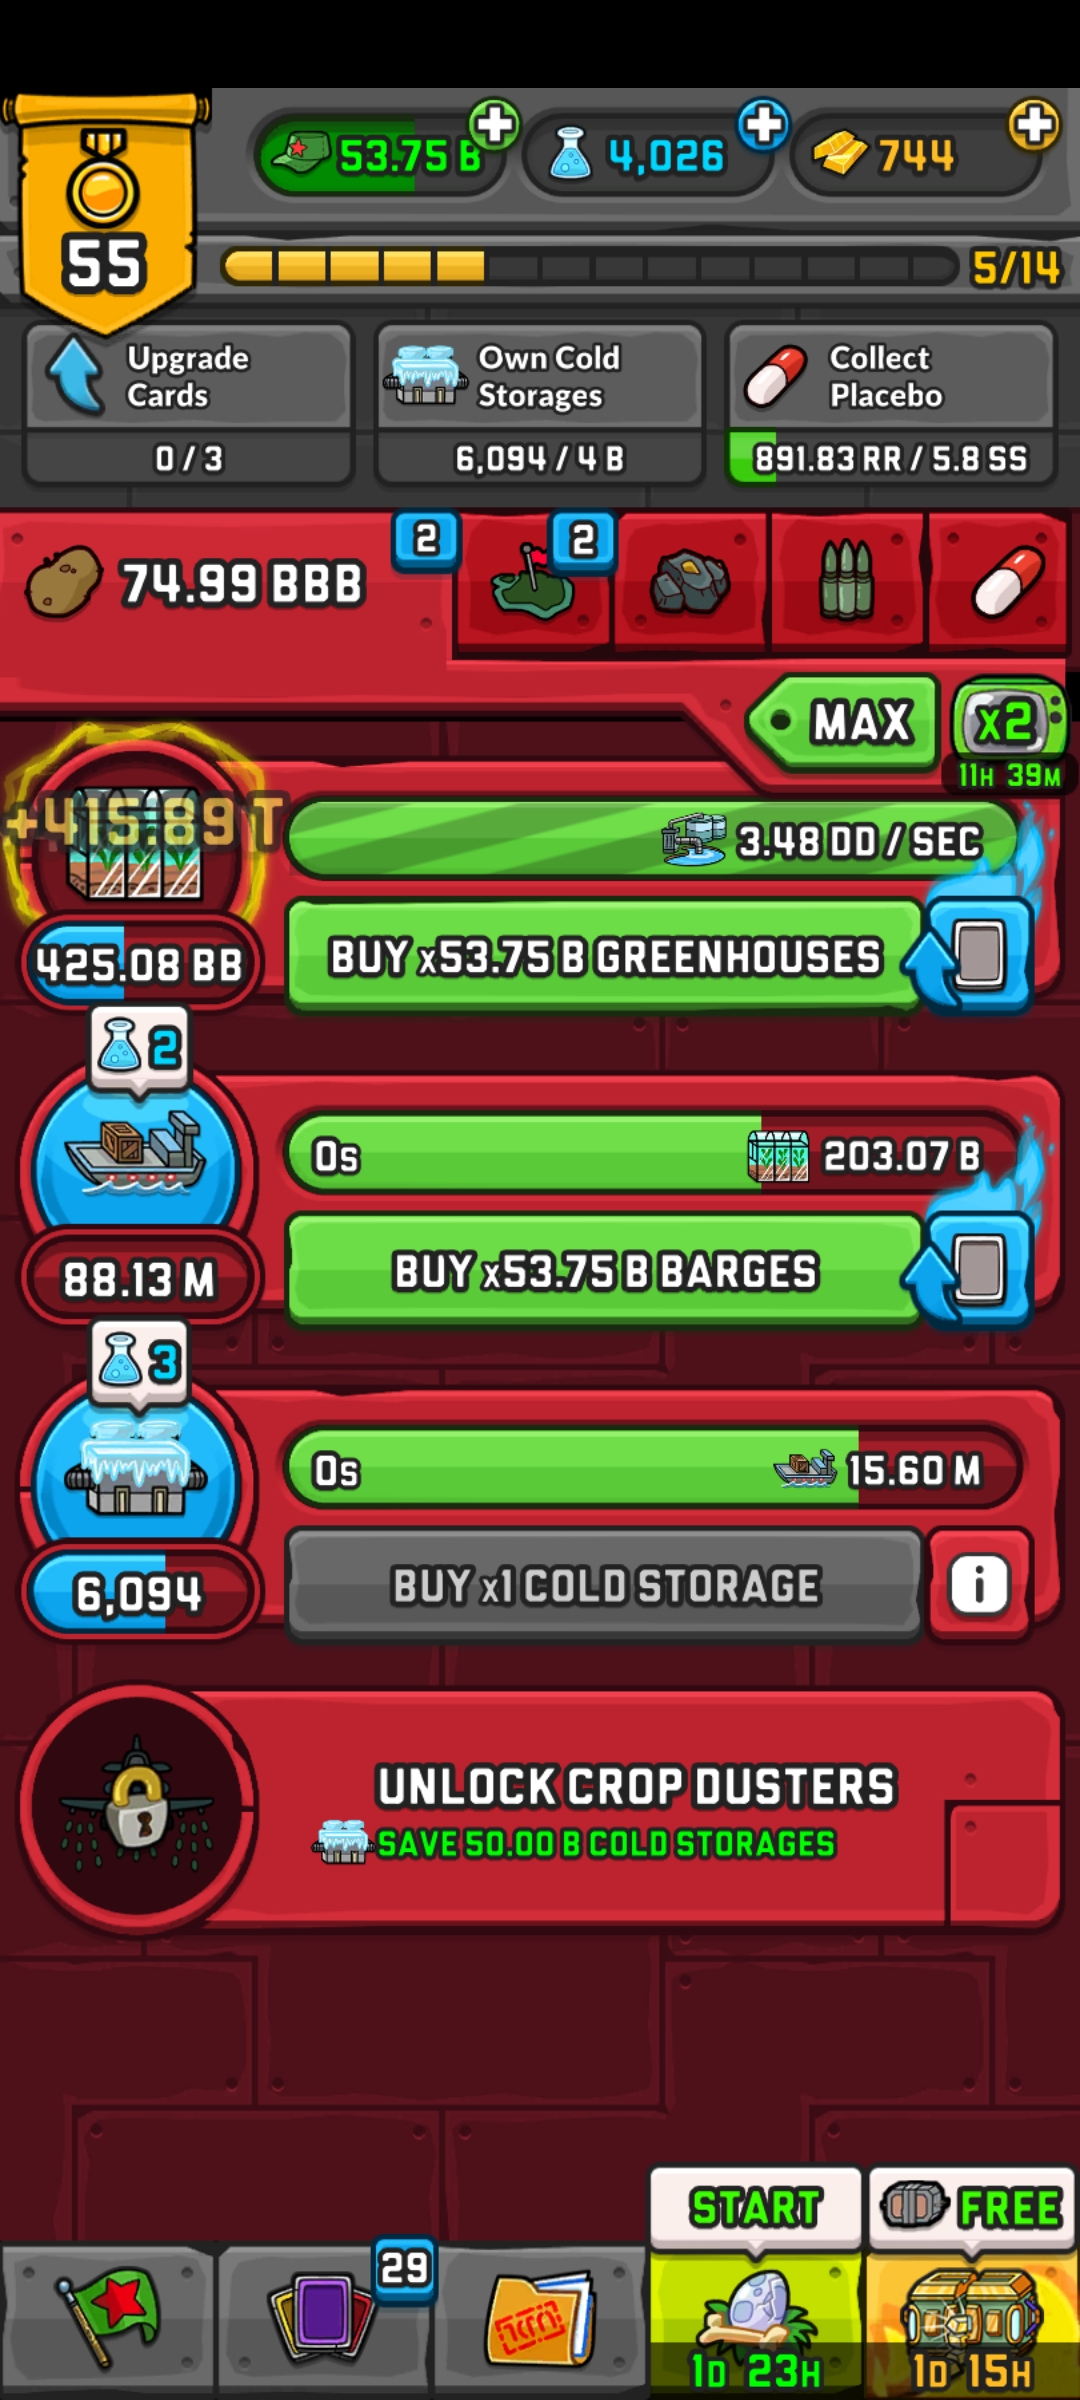 53.75 B
4,026
744
55
5/14
Upgrade
Cards
0 / 3
Own Cold
Storages
6,094 / 4 B
Collect
Placebo
891.83 RR / 5.8 SS
74.99 BBB
2
2
MAX
x2
11H 39M
+415.89 T
3.48 DD / SEC
425.08 BB
BUY x53.75 B GREENHOUSES
2
0s
203.07 B
88.13 M
BUY x53.75 B BARGES
3
0s
15.60 M
6,094
BUY x1 COLD STORAGE
i
UNLOCK CROP DUSTERS
SAVE 50.00 B COLD STORAGES
START
FREE
29
1D 23H
1D 15H